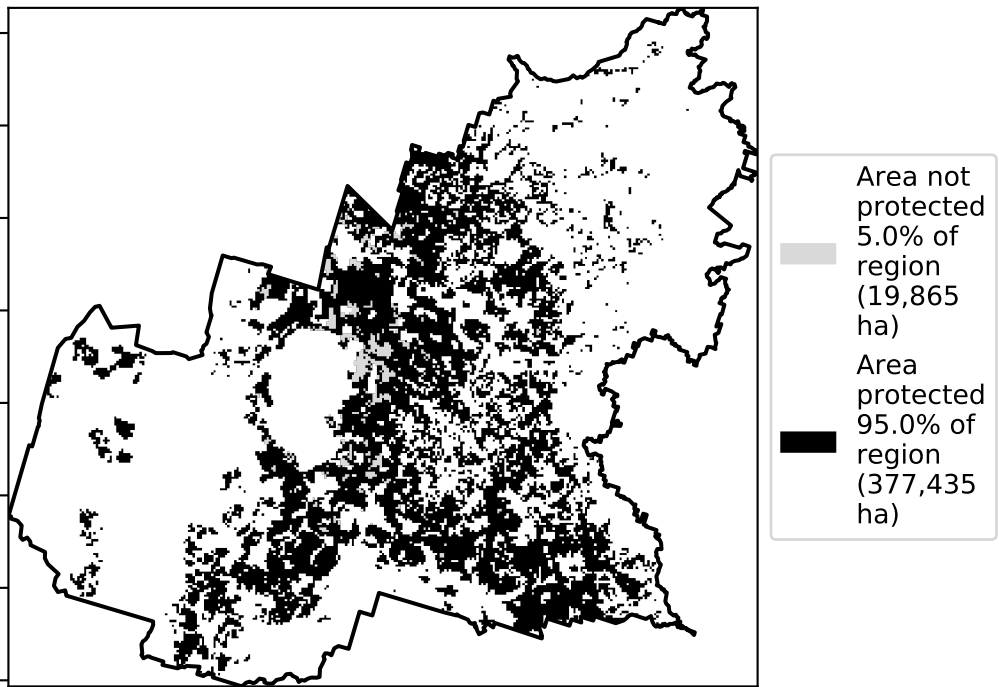 Area not
protected
5.0% of
region
(19,865
ha)
Area
protected
95.0% of
region
(377,435
ha)